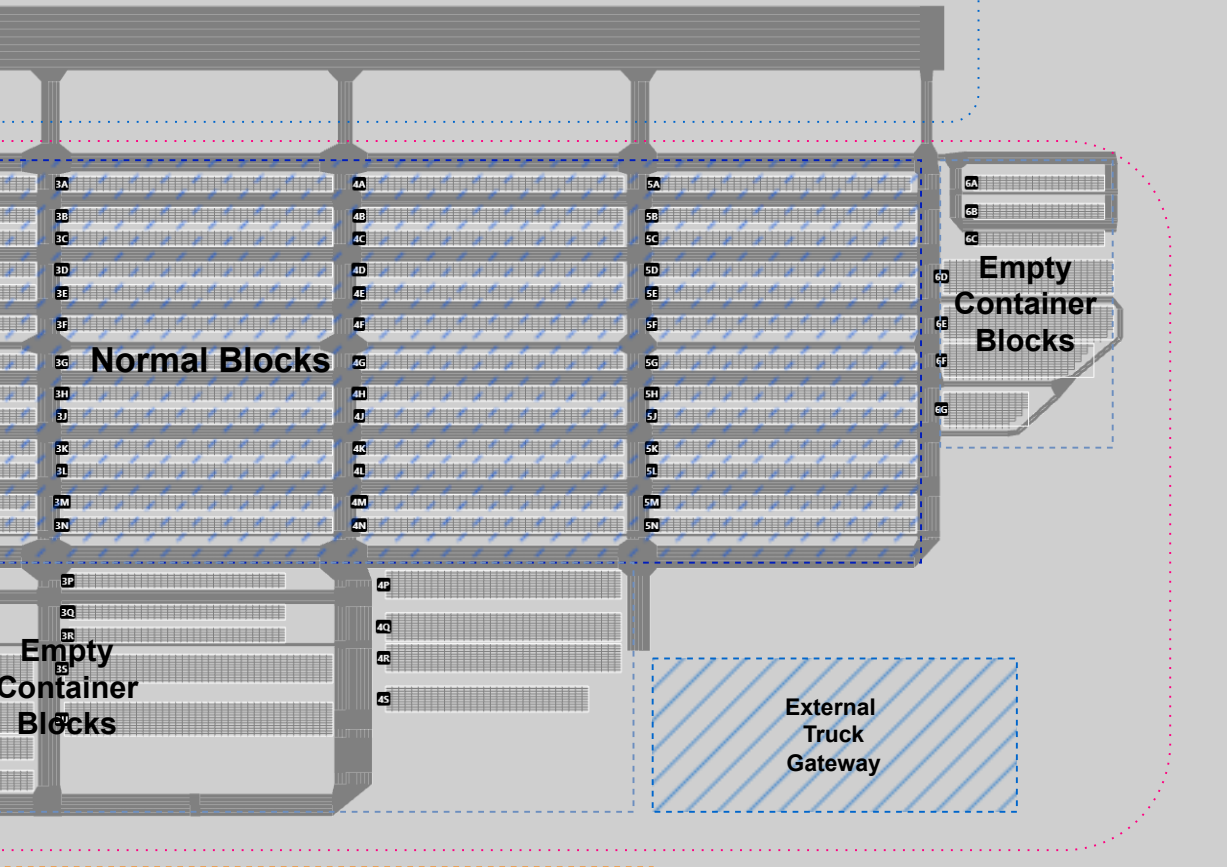 3A
4A
5A
6A
3B
4B
5B
6B
3C
4C
5C
6C
3D
4D
5D
6D
Empty
Container
Blocks
3E
4E
5E
6E
3F
4F
5F
6F
Normal Blocks
3G
4G
5G
6G
3H
4H
5H
3J
4J
5J
3K
4K
5K
3L
4L
5L
3M
4M
5M
3N
4N
5N
3P
4P
3Q
4Q
3R
4R
Empty
Container
Blocks
3S
4S
External
Truck
Gateway